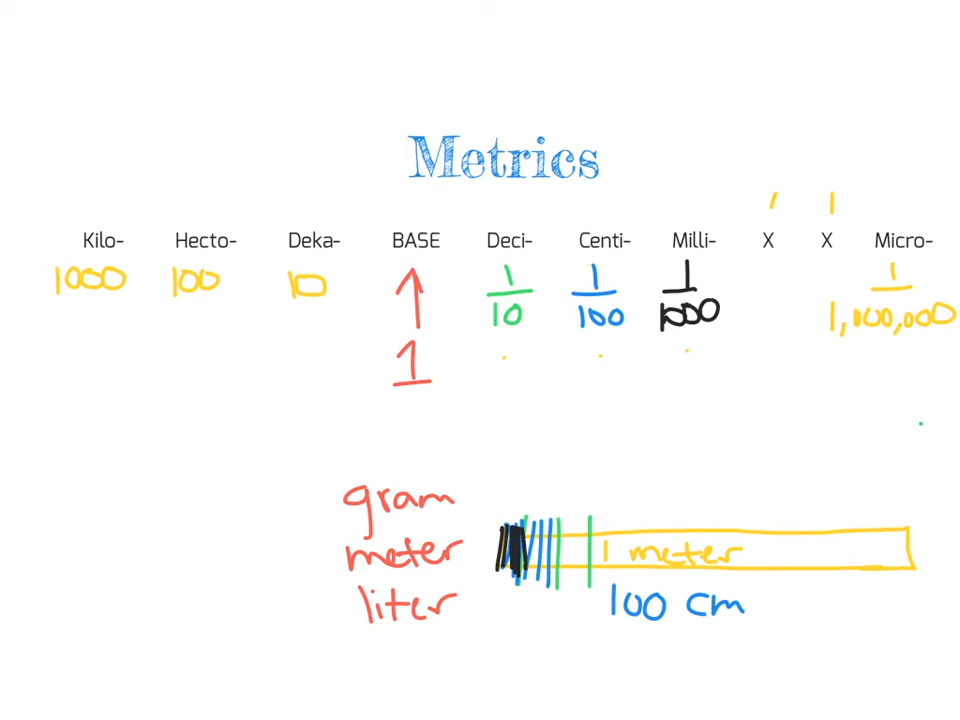 Metrics
Kilo- Hecto- Deka- BASE Deci- Centi- Milli- X X Micro-
1000 100 10 1/10 1/100 1/1000 1/1,000,000
1
gram
meter 1 meter
liter 100 cm